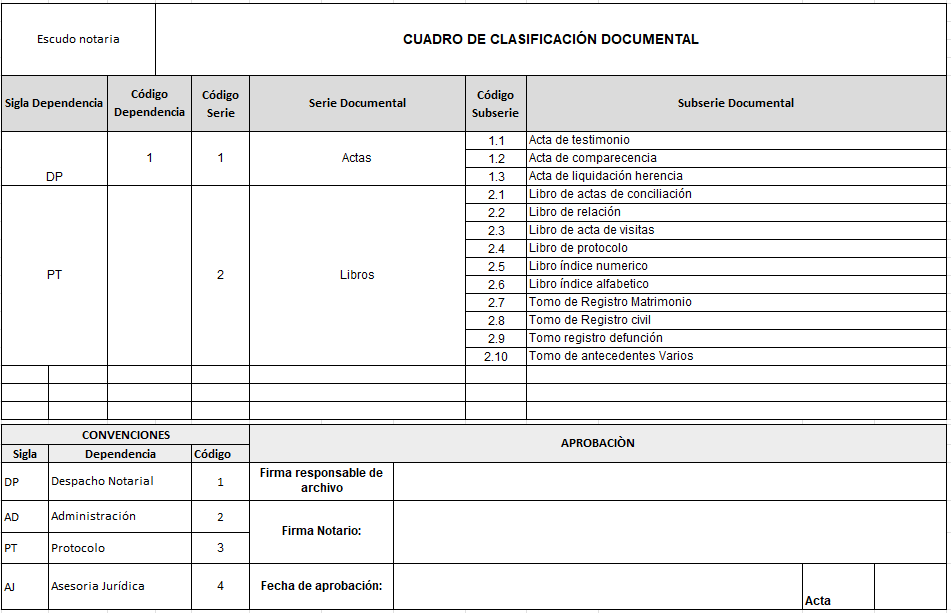 Escudo notaria
CUADRO DE CLASIFICACIÓN DOCUMENTAL
Sigla Dependencia
Código
Dependencia
Código
Serie
Serie Documental
Código
Subserie
Subserie Documental
DP
1
1
Actas
1.1 Acta de testimonio
1.2 Acta de comparecencia
1.3 Acta de liquidación herencia
PT
2
Libros
2.1 Libro de actas de conciliación
2.2 Libro de relación
2.3 Libro de acta de visitas
2.4 Libro de protocolo
2.5 Libro índice numerico
2.6 Libro índice alfabetico
2.7 Tomo de Registro Matrimonio
2.8 Tomo de Registro civil
2.9 Tomo registro defunción
2.10 Tomo de antecedentes Varios
CONVENCIONES
Sigla Dependencia Código
DP Despacho Notarial 1
AD Administración 2
PT Protocolo 3
AJ Asesoria Jurídica 4
APROBACIÒN
Firma responsable de
archivo
Firma Notario:
Fecha de aprobación:
Acta